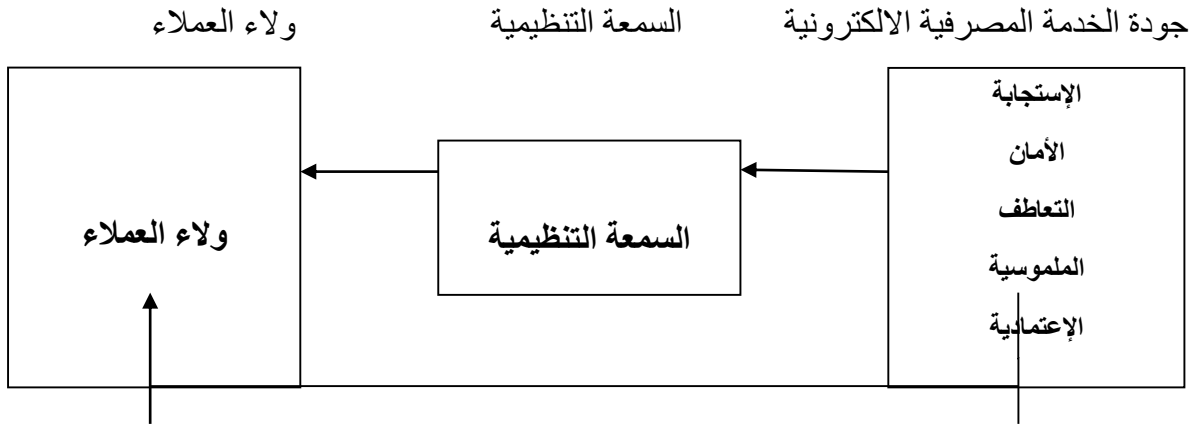 جودة الخدمة المصرفية الالكترونية
السمعة التنظيمية
ولاء العملاء
الإستجابة
الأمان
التعاطف
الملموسية
الإعتمادية
السمعة التنظيمية
ولاء العملاء